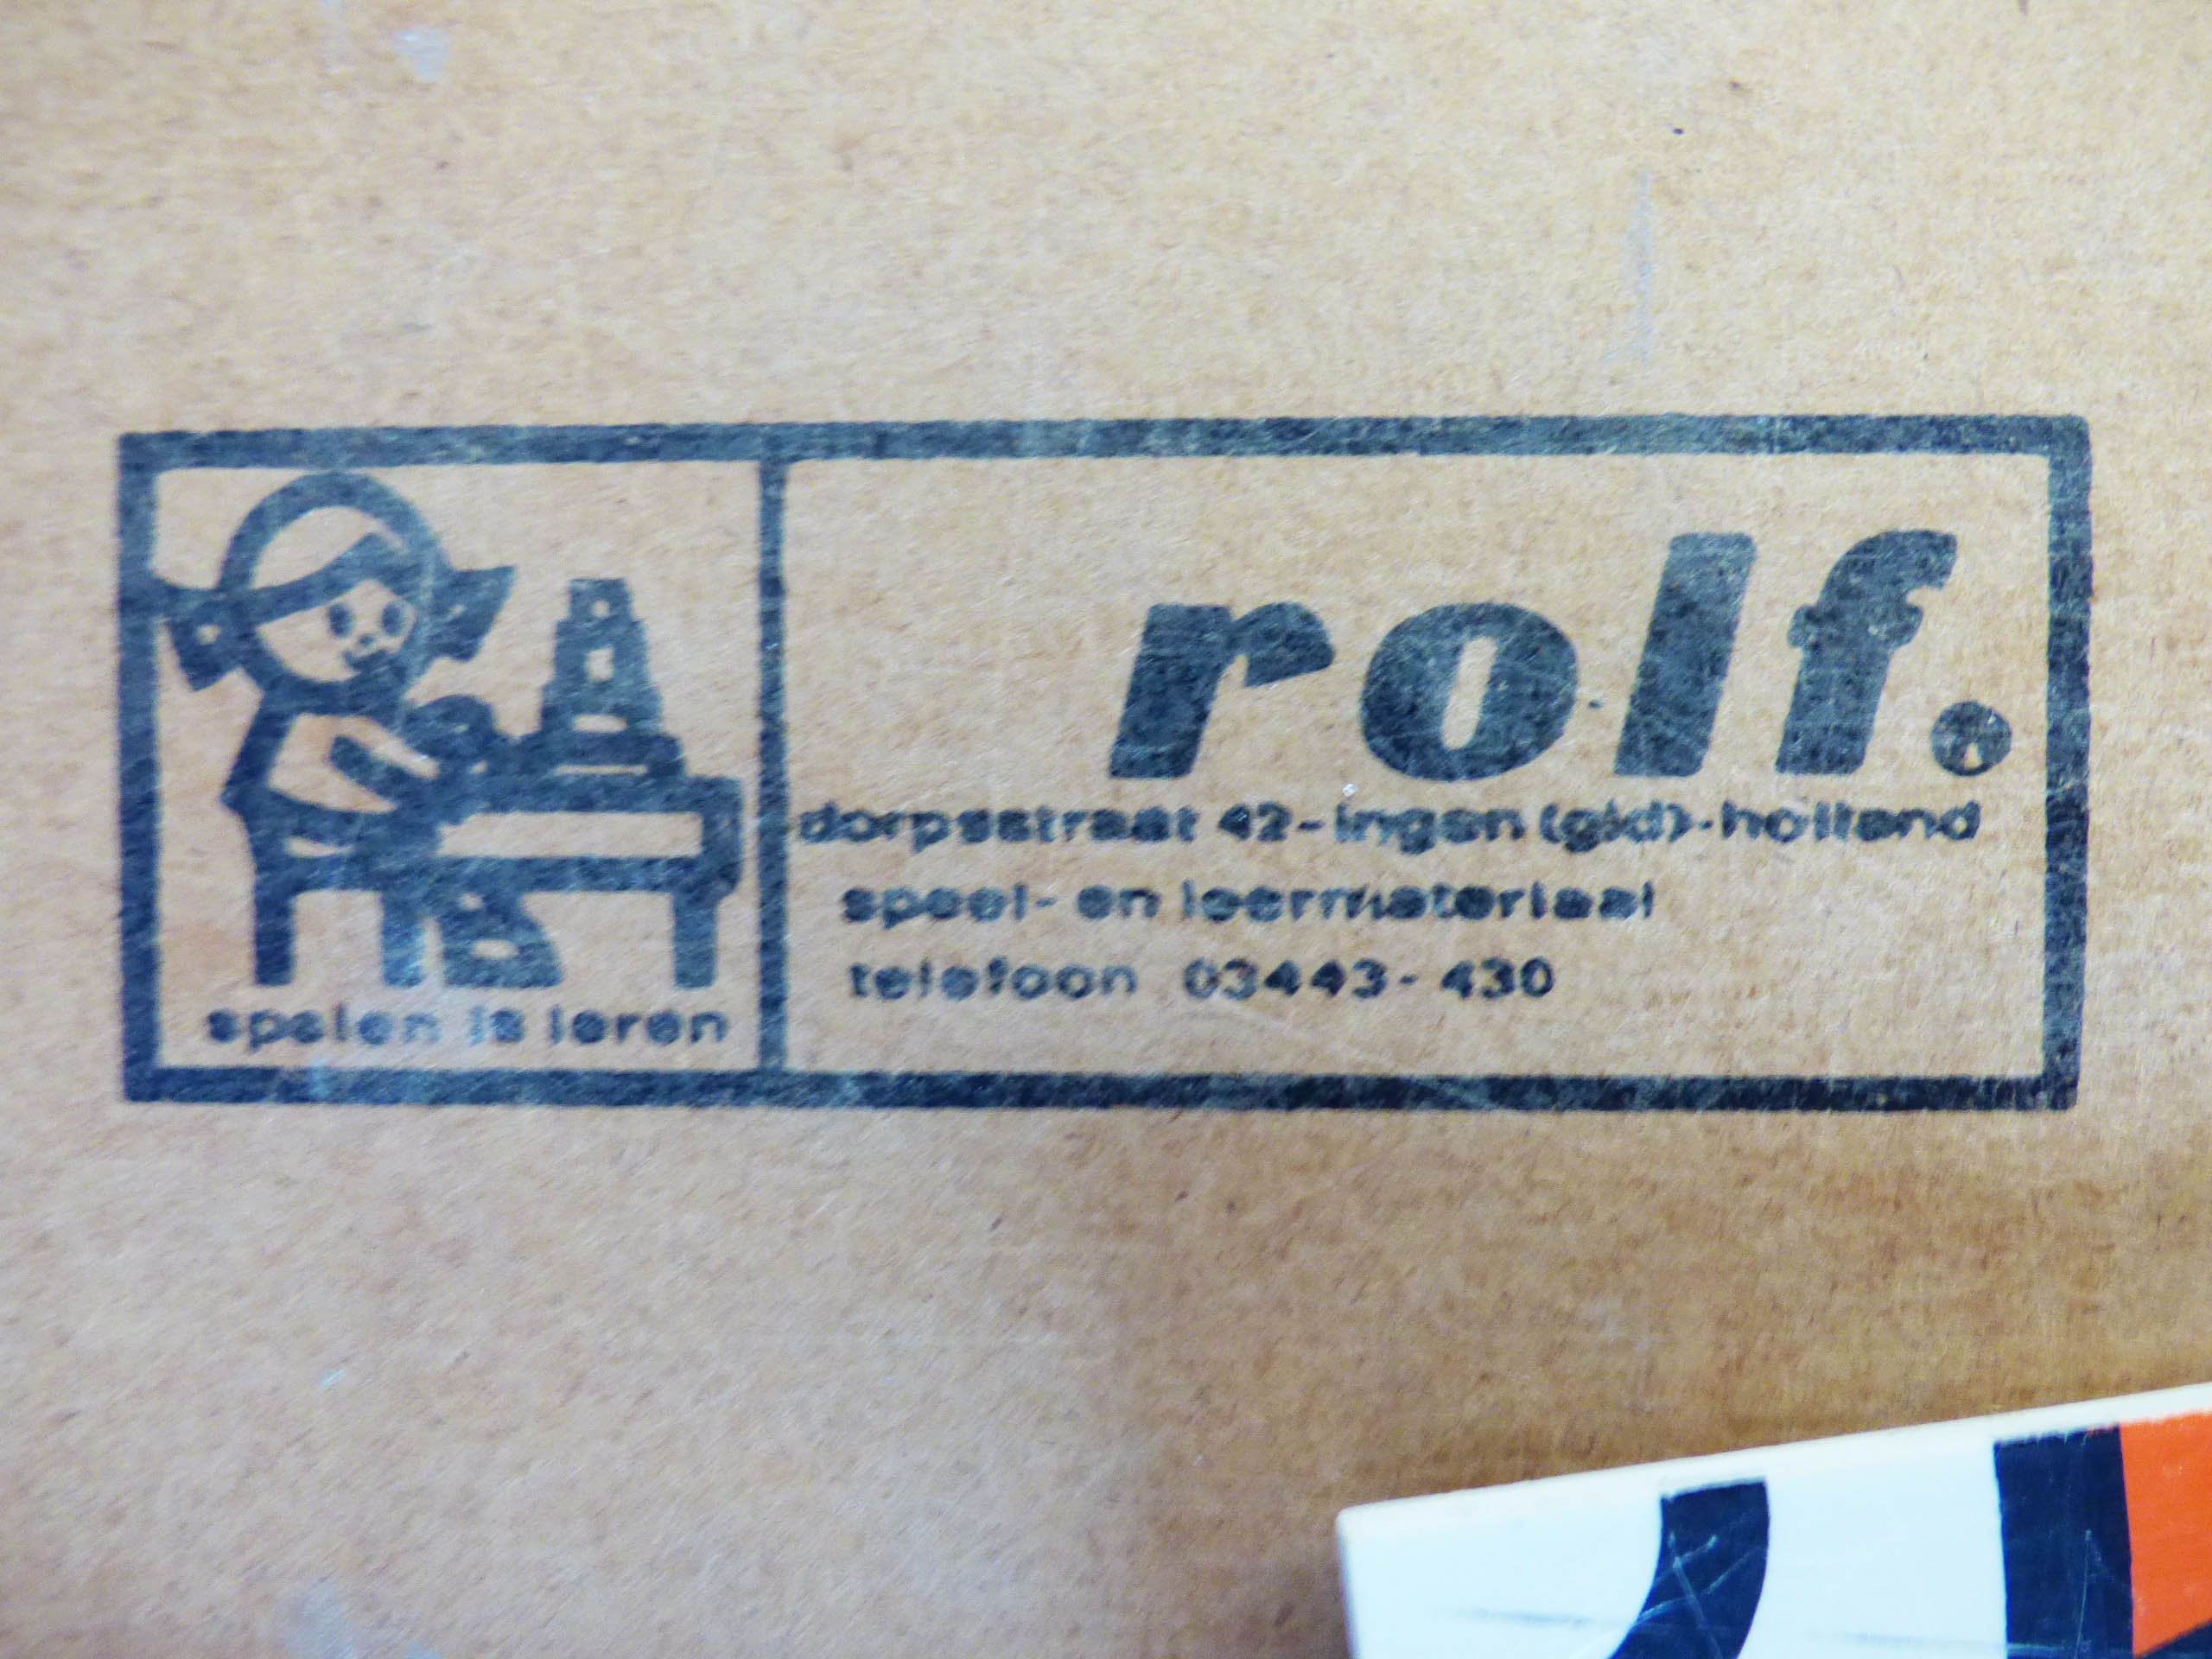 rolf.
dorpsstraat 42-ingen (gld)-holland
speel- en leermateriaal
telefoon 03443-430
spelen is leren